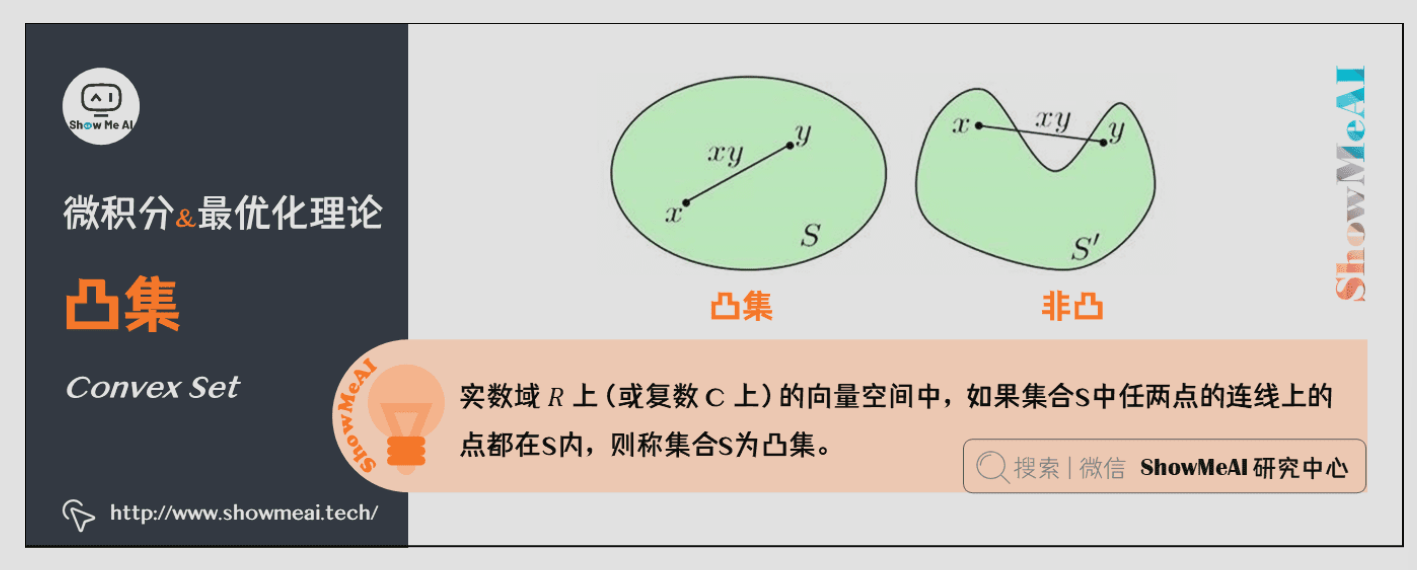 Show Me AI
微积分&最优化理论
凸集
Convex Set
http://www.showmeai.tech/
x
xy
y
S
凸集
x
xy
y
S′
非凸
ShowMeAI
ShowMeAI
实数域 R 上（或复数 C 上）的向量空间中，如果集合S中任两点的连线上的
点都在S内，则称集合S为凸集。
搜索 | 微信 ShowMeAI 研究中心